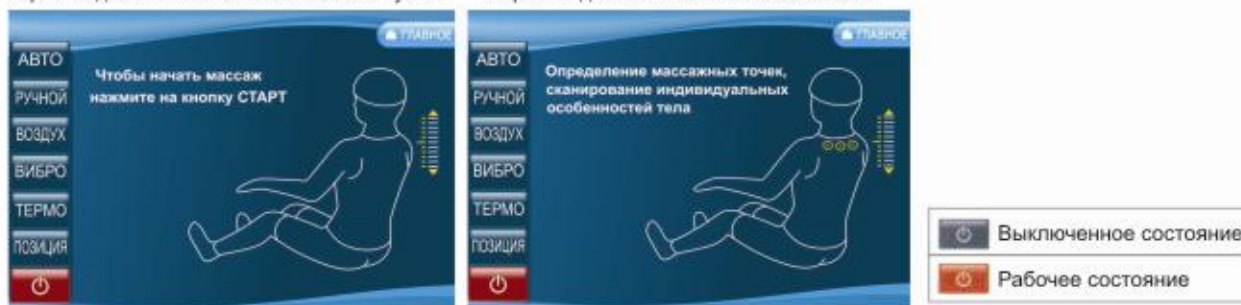 ГЛАВНОЕ
АВТО
РУЧНОЙ
ВОЗДУХ
ВИБРО
ТЕРМО
ПОЗИЦИЯ
Чтобы начать массаж
нажмите на кнопку СТАРТ
ГЛАВНОЕ
АВТО
РУЧНОЙ
ВОЗДУХ
ВИБРО
ТЕРМО
ПОЗИЦИЯ
Определение массажных точек,
сканирование индивидуальных
особенностей тела
Выключенное состояние
Рабочее состояние